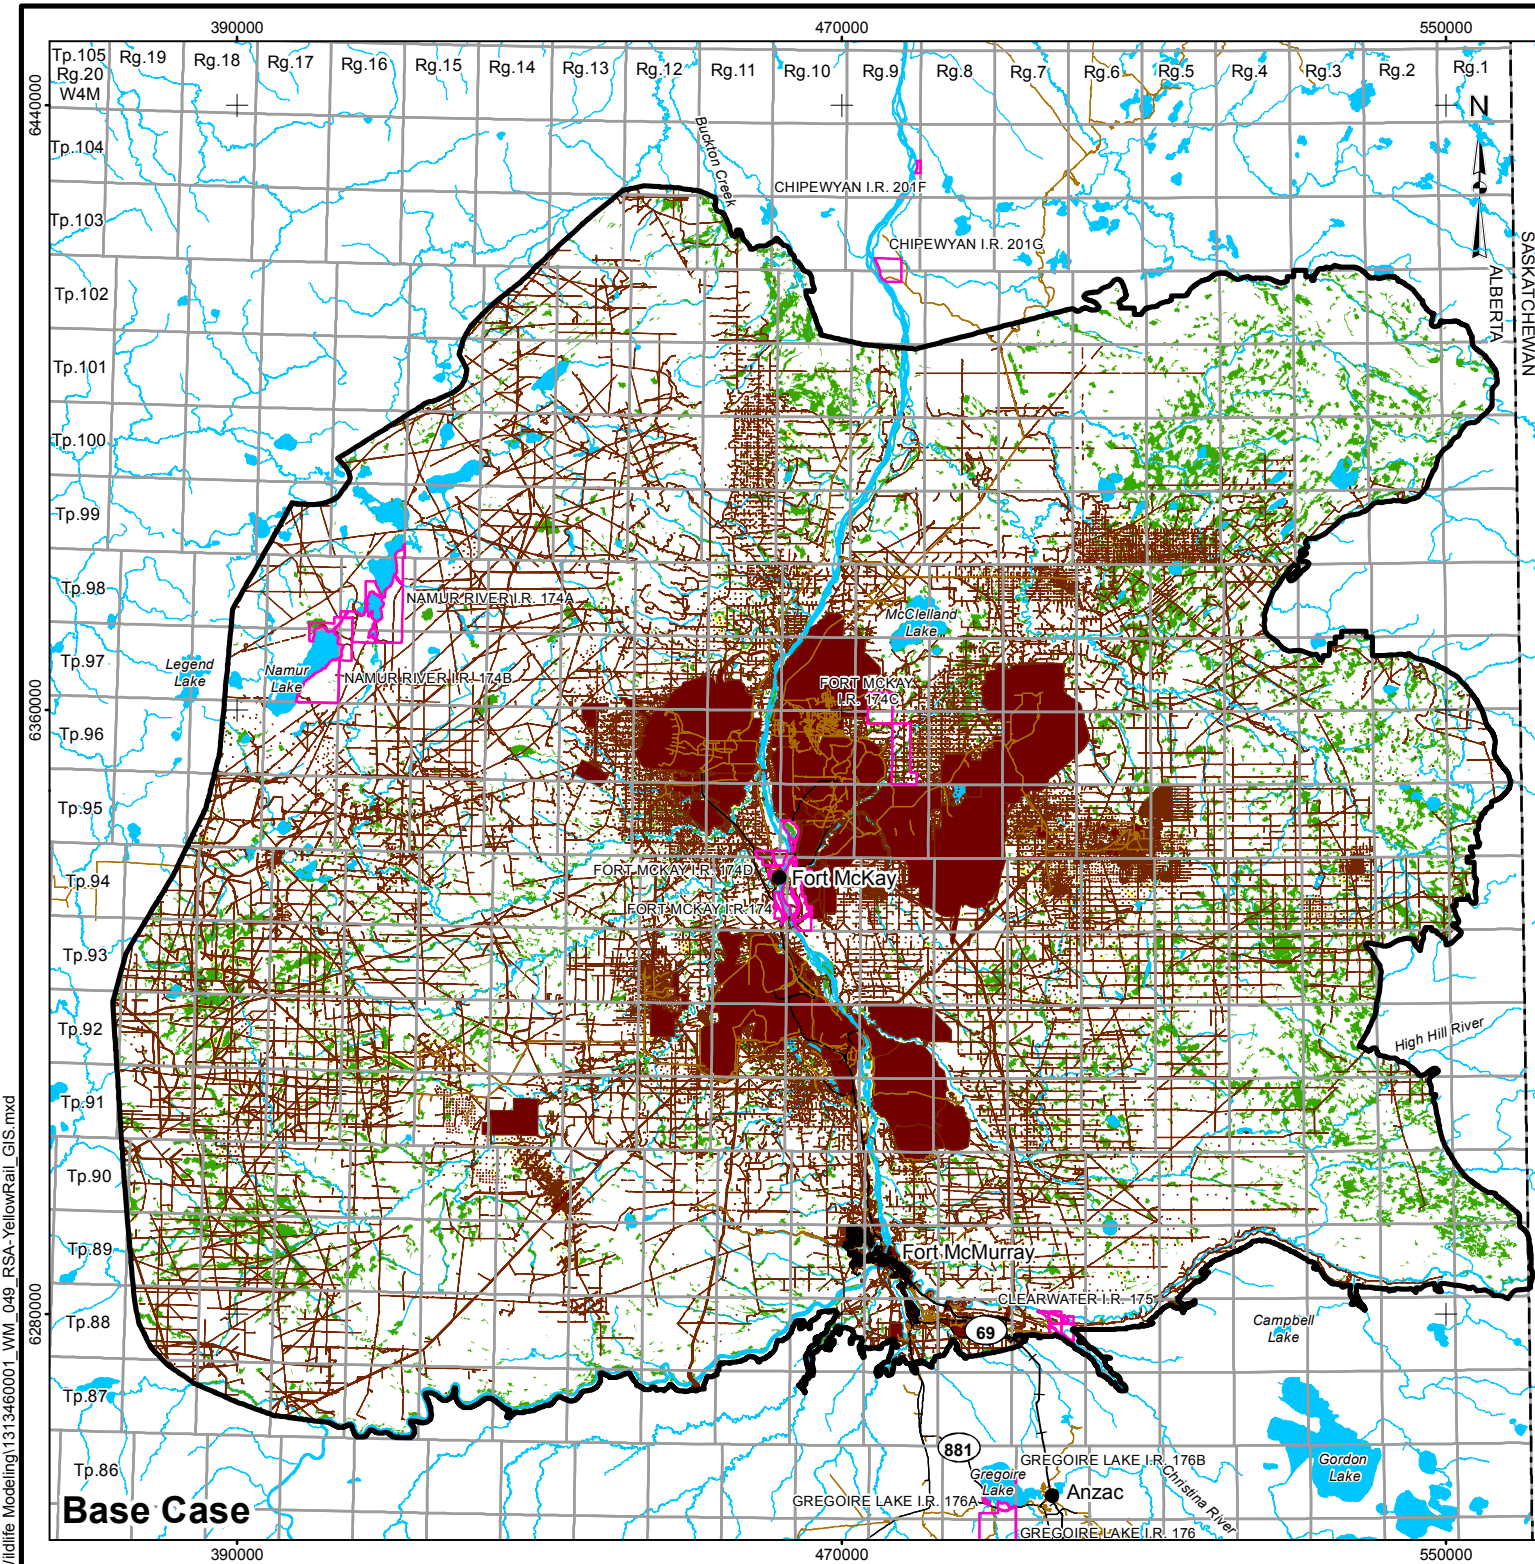 390000
470000
550000
Tp.105
Rg.20
W4M
Rg.19
Rg.18
Rg.17
Rg.16
Rg.15
Rg.14
Rg.13
Rg.12
Rg.11
Rg.10
Rg.9
Rg.8
Rg.7
Rg.6
Rg.5
Rg.4
Rg.3
Rg.2
Rg.1
6440000
N
Tp.104
Buckton Creek
CHIPEWYAN I.R. 201F
Tp.103
CHIPEWYAN I.R. 201G
SASKATCHEWAN
ALBERTA
Tp.102
Tp.101
Tp.100
Tp.99
Tp.98
NAMUR RIVER I.R. 174A
McClelland
Lake
Tp.97
Legend
Lake
Namur
Lake
NAMUR RIVER I.R. 174B
FORT MCKAY
I.R. 174C
6360000
Tp.96
Tp.95
Tp.94
FORT MCKAY I.R. 174D
Fort McKay
FORT MCKAY I.R.174
Tp.93
Tp.92
High Hill River
Tp.91
Tp.90
Tp.89
Fort McMurray
CLEARWATER I.R. 175
6280000
Tp.88
69
Campbell
Lake
Tp.87
881
GREGOIRE LAKE I.R. 176B
Tp.86
Gregoire
Lake
Gordon
Lake
Christina River
Base Case
GREGOIRE LAKE I.R. 176A
Anzac
GREGOIRE LAKE I.R. 176
390000
470000
550000
Wildlife Modeling\1313460001_WM_049_RSA-YellowRail_GIS.mxd